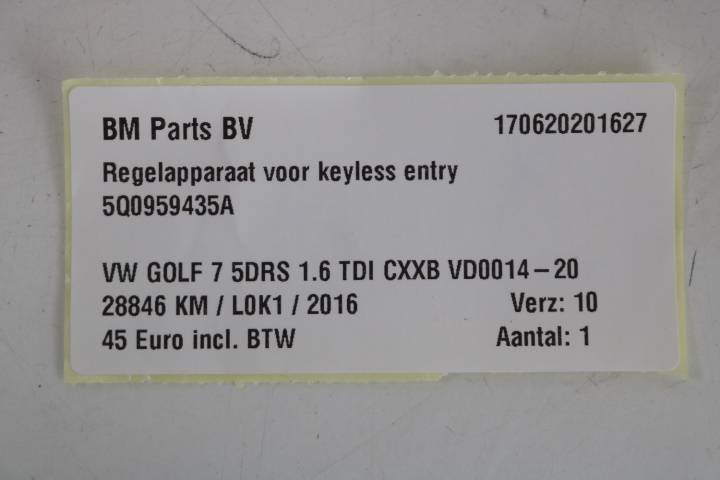 BM Parts BV 170620201627
Regelapparaat voor keyless entry
5Q0959435A
VW GOLF 7 5DRS 1.6 TDI CXXB VD0014-20
28846 KM / L0K1 / 2016 Verz: 10
45 Euro incl. BTW Aantal: 1